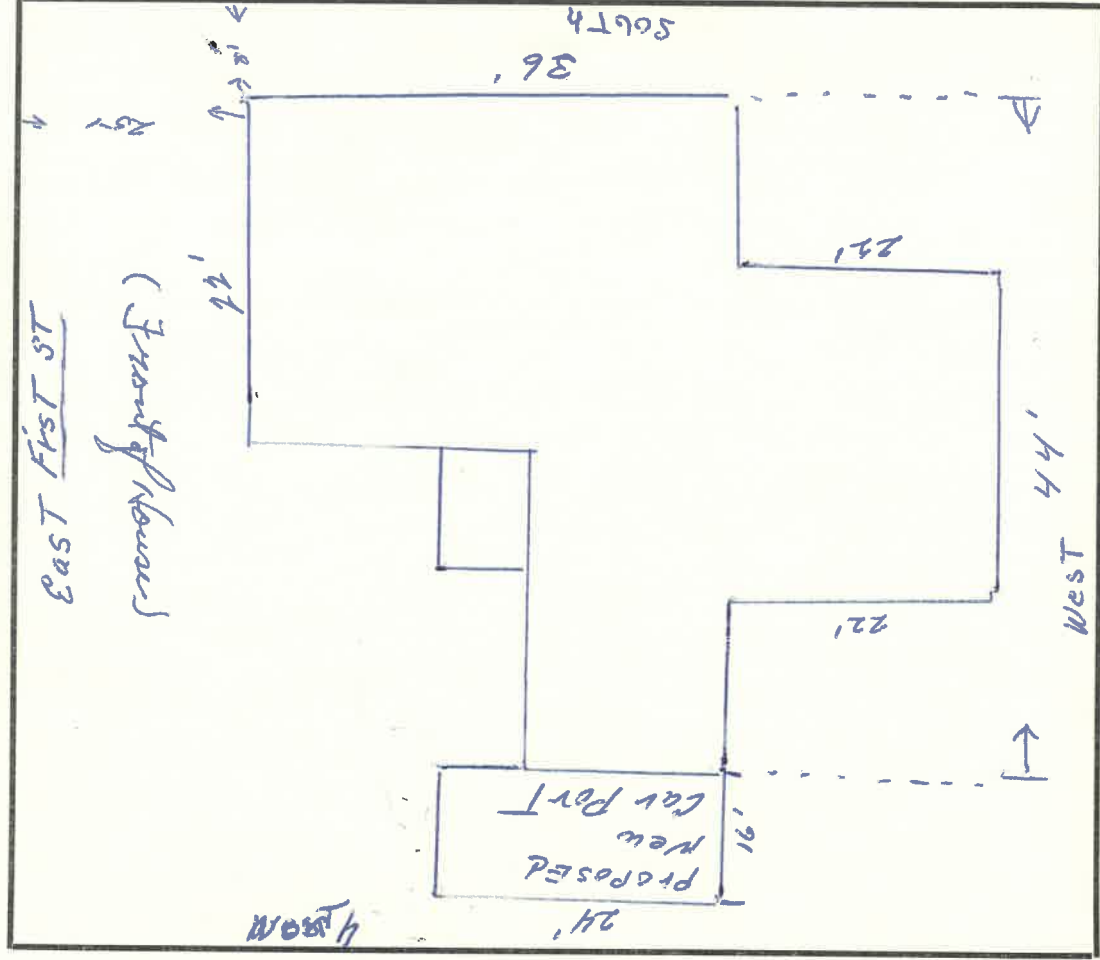 SouTh
36'
22'
(Front of House)
EasT FirsT ST
44'
WesT
22'
ProPosEd
New
Car PorT
16'
24'
NorTh